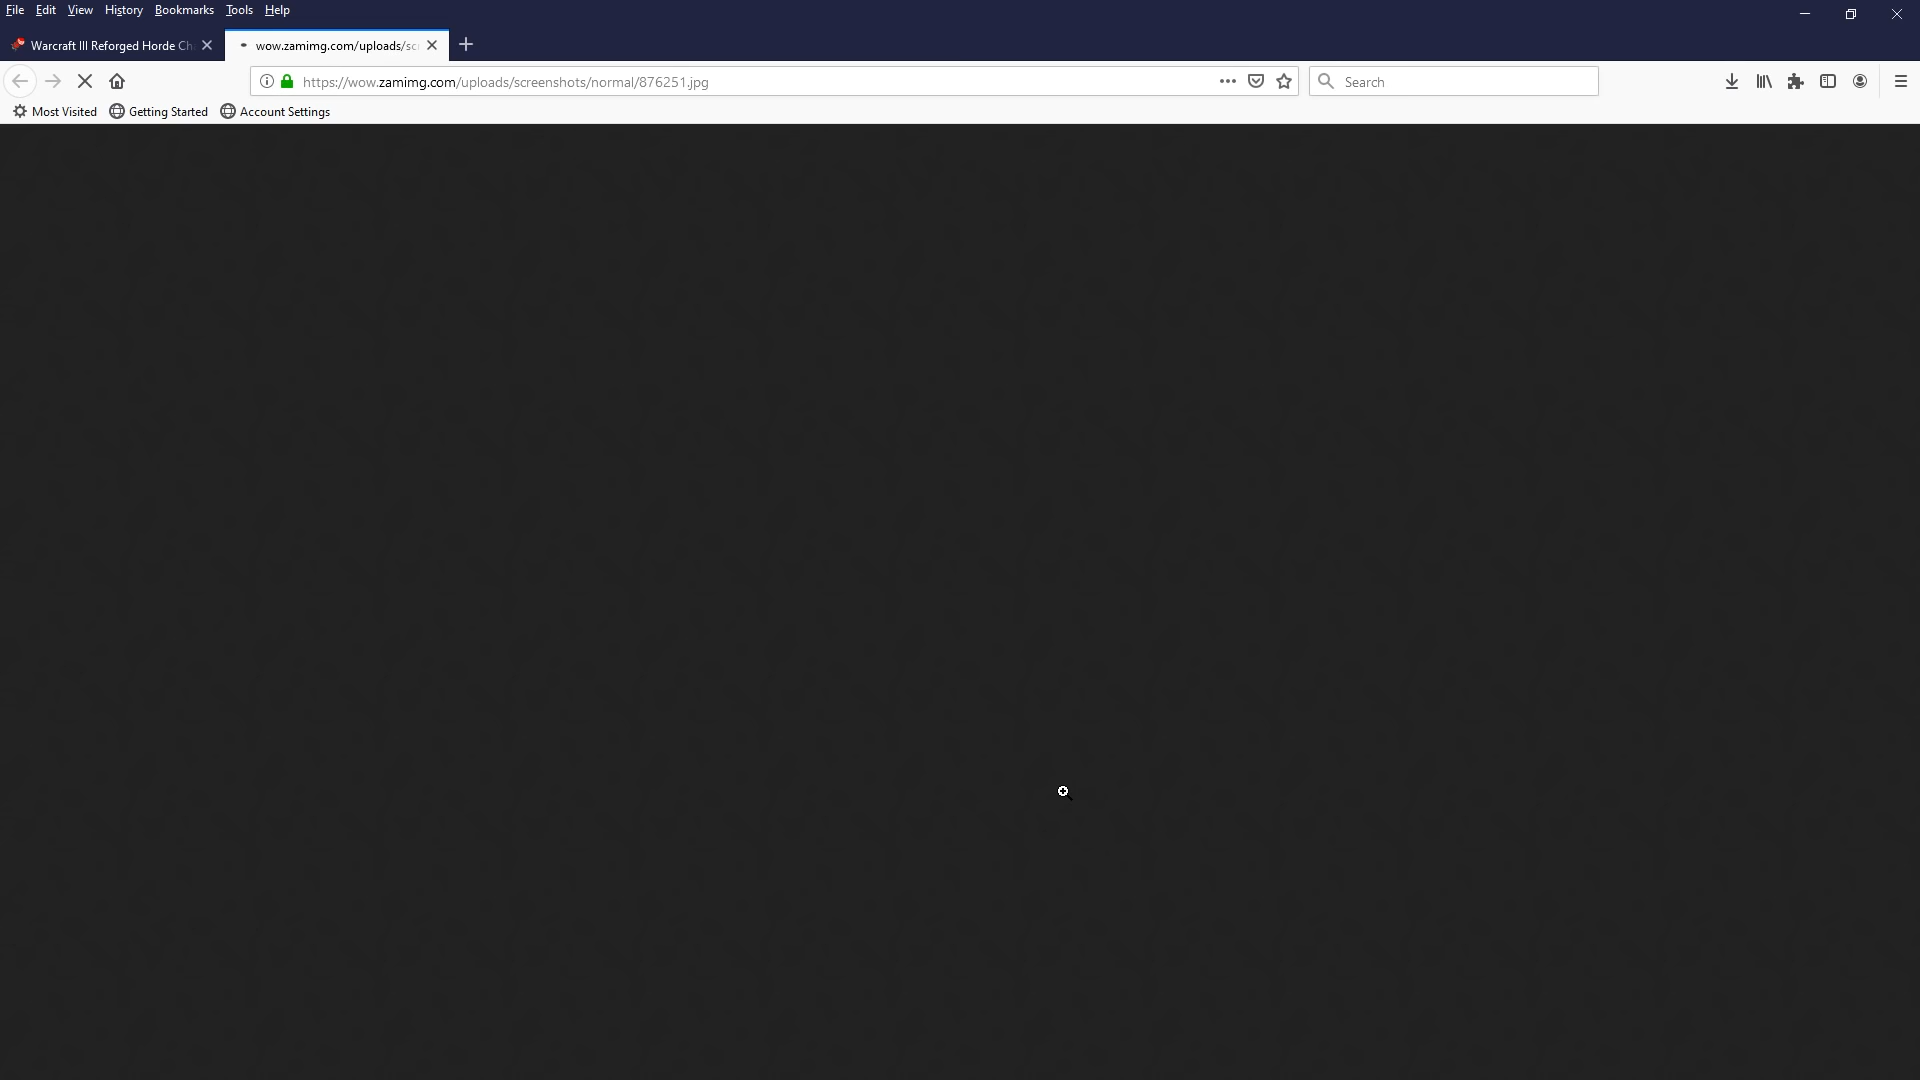 File Edit View History Bookmarks Tools Help
Warcraft III Reforged Horde Ch
wow.zamimg.com/uploads/sc
https://wow.zamimg.com/uploads/screenshots/normal/876251.jpg
Search
Most Visited Getting Started Account Settings